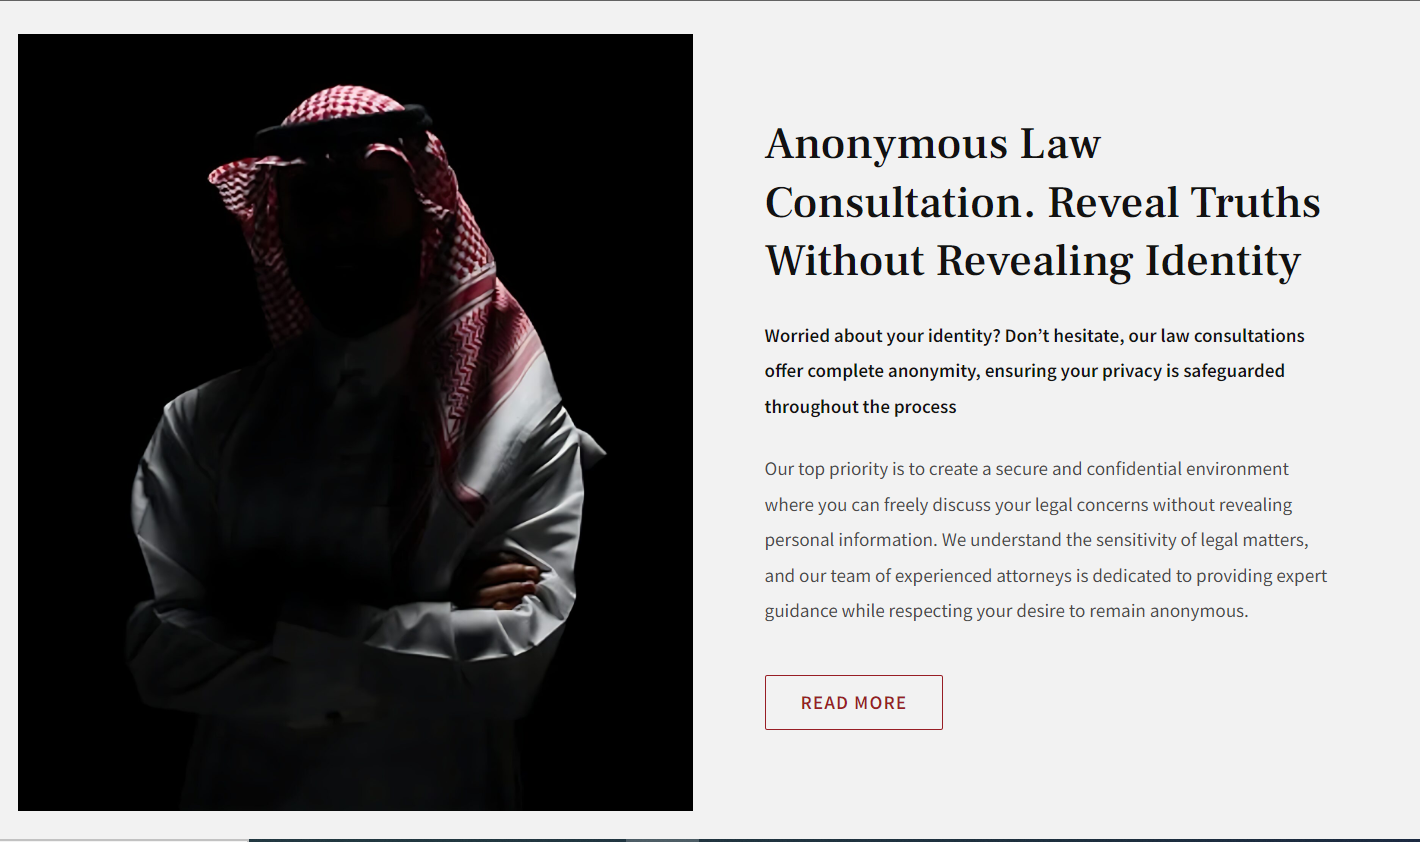 Anonymous Law
Consultation. Reveal Truths
Without Revealing Identity
Worried about your identity? Don’t hesitate, our law consultations
offer complete anonymity, ensuring your privacy is safeguarded
throughout the process
Our top priority is to create a secure and confidential environment
where you can freely discuss your legal concerns without revealing
personal information. We understand the sensitivity of legal matters,
and our team of experienced attorneys is dedicated to providing expert
guidance while respecting your desire to remain anonymous.
READ MORE